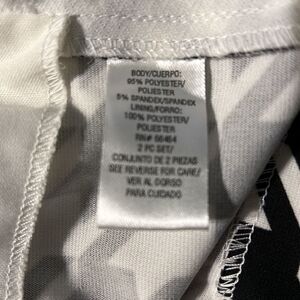 BODY/CUERPO:
95% POLYESTER/
POLIESTER
5% SPANDEX/SPANDEX
LINING/FORRO:
100% POLYESTER/
POLIESTER
RN# 66464
2 PC SET/
CONJUNTO DE 2 PIEZAS
SEE REVERSE FOR CARE/
VER AL DORSO
PARA CUIDADO